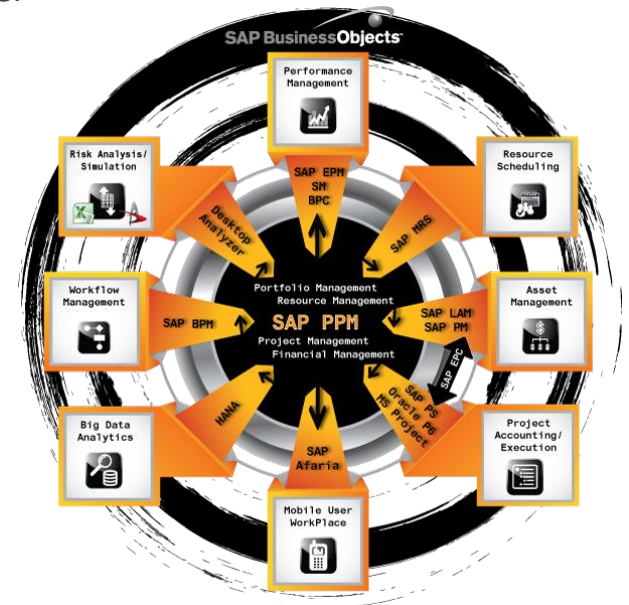 SAP BusinessObjects™
Performance
Management
Risk Analysis/
Simulation
Resource
Scheduling
SAP EPM
SM
BPC
Desktop
Analyzer
SAP MRS
Portfolio Management
Resource Management
Workflow
Management
SAP BPM
SAP PPM
SAP LAM
SAP PM
Asset
Management
Project Management
Financial Management
SAP EPC
HANA
SAP PS
Oracle P6
MS Project
Big Data
Analytics
SAP
Afaria
Project
Accounting/
Execution
Mobile User
WorkPlace